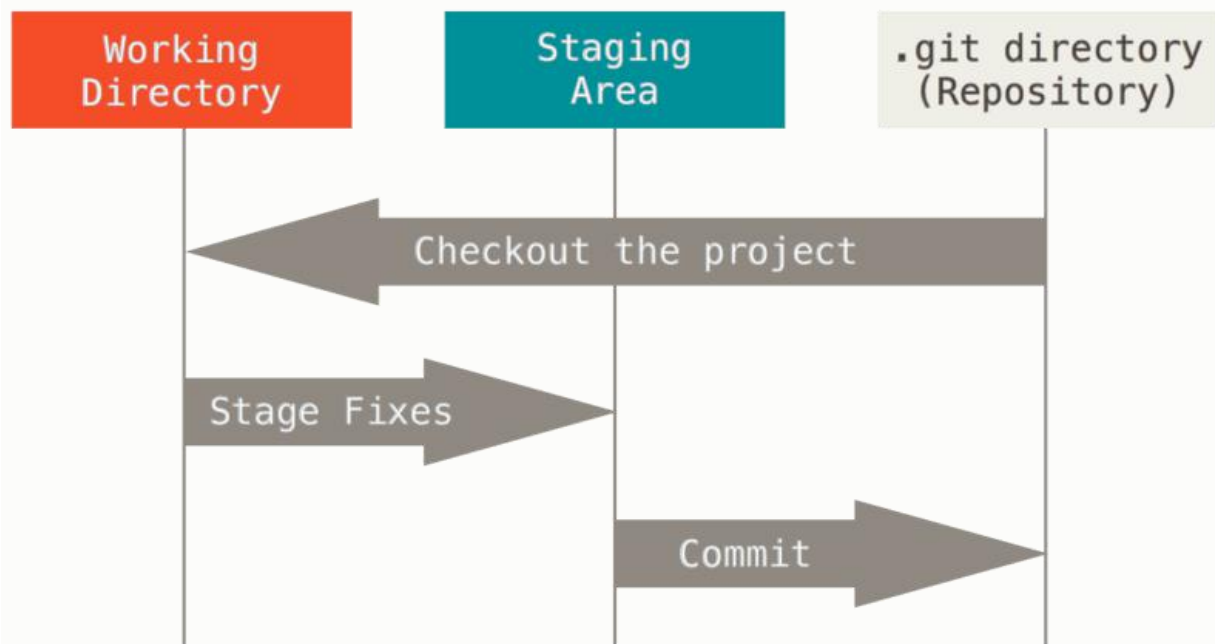 Working
Directory
Staging
Area
.git directory
(Repository)
Checkout the project
Stage Fixes
Commit